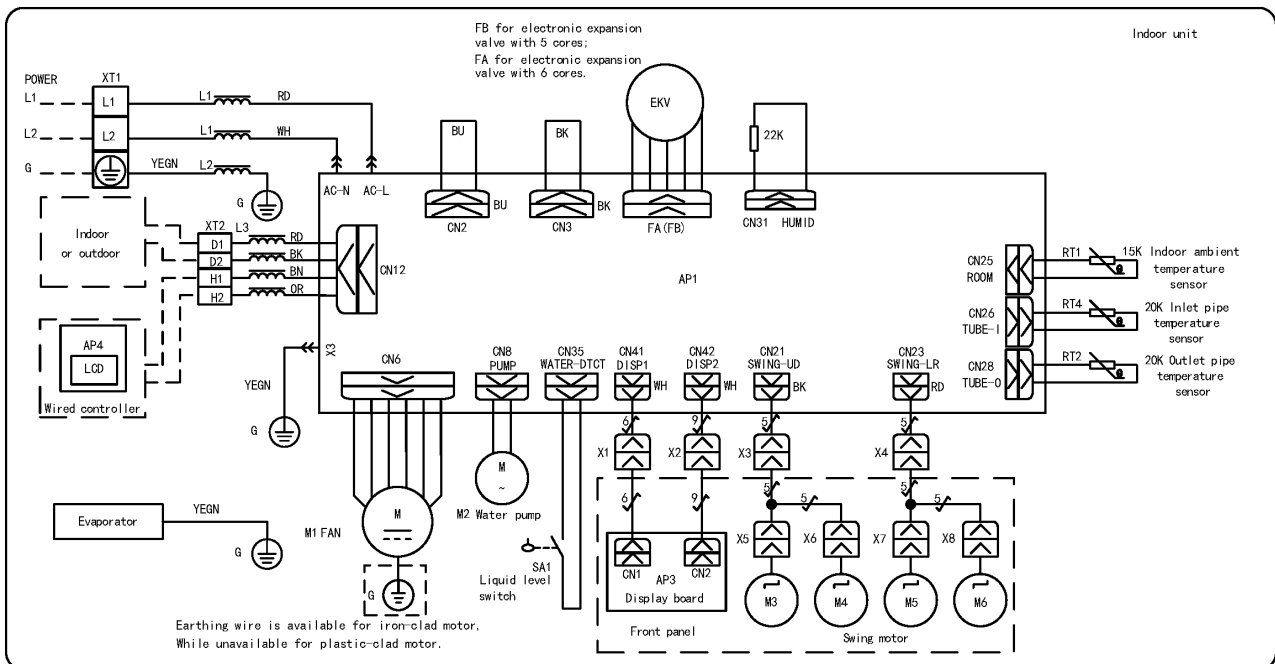 FB for electronic expansion
valve with 5 cores;
FA for electronic expansion
valve with 6 cores.
Indoor unit
POWER
XT1
L1
L1
L1
RD
L2
L2
L1
WH
G
YEGN
L2
G
AC-N
AC-L
BU
BU
CN2
BK
BK
CN3
EKV
FA(FB)
22K
CN31
HUMID
Indoor
or outdoor
XT2
L3
D1
RD
D2
BK
H1
BN
H2
OR
CN12
AP1
CN25
ROOM
RT1
15K Indoor ambient
temperature
sensor
CN26
TUBE-I
RT4
20K Inlet pipe
temperature
sensor
CN28
TUBE-O
RT2
20K Outlet pipe
temperature
sensor
AP4
LCD
Wired controller
X3
YEGN
G
CN6
CN8
PUMP
CN35
WATER-DTCT
CN41
DISP1
WH
CN42
DISP2
WH
CN21
SWING-UD
BK
CN23
SWING-LR
RD
6
9
5
5
X1
X2
X3
X4
6
9
5
5
5
5
Evaporator
YEGN
G
M1 FAN
M
G
M
~
M2 Water pump
SA1
Liquid level
switch
CN1
CN2
AP3
Display board
Front panel
X5
X6
X7
X8
M3
M4
M5
M6
Swing motor
Earthing wire is available for iron-clad motor,
While unavailable for plastic-clad motor.